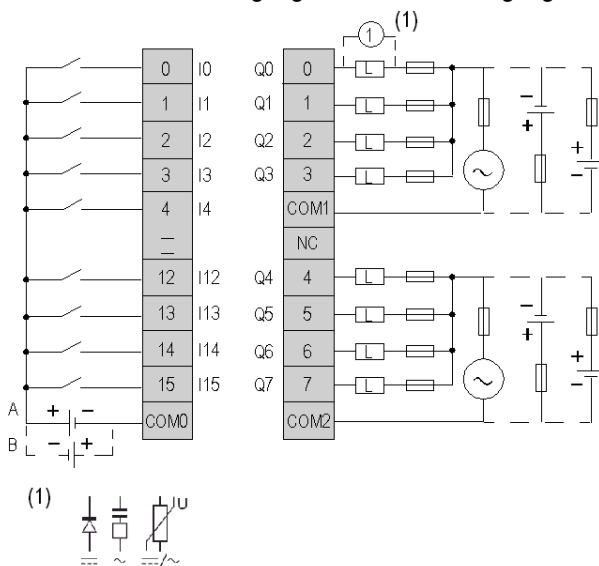 (1)
1
0 I0 Q0 0 L
1 I1 Q1 1 L
2 I2 Q2 2 L
3 I3 Q3 3 L
4 I4 COM1
NC
12 I12 Q4 4 L
13 I13 Q5 5 L
14 I14 Q6 6 L
15 I15 Q7 7 L
A + − COM0 COM2
B − +
− + + −
− + + −
(1)
U